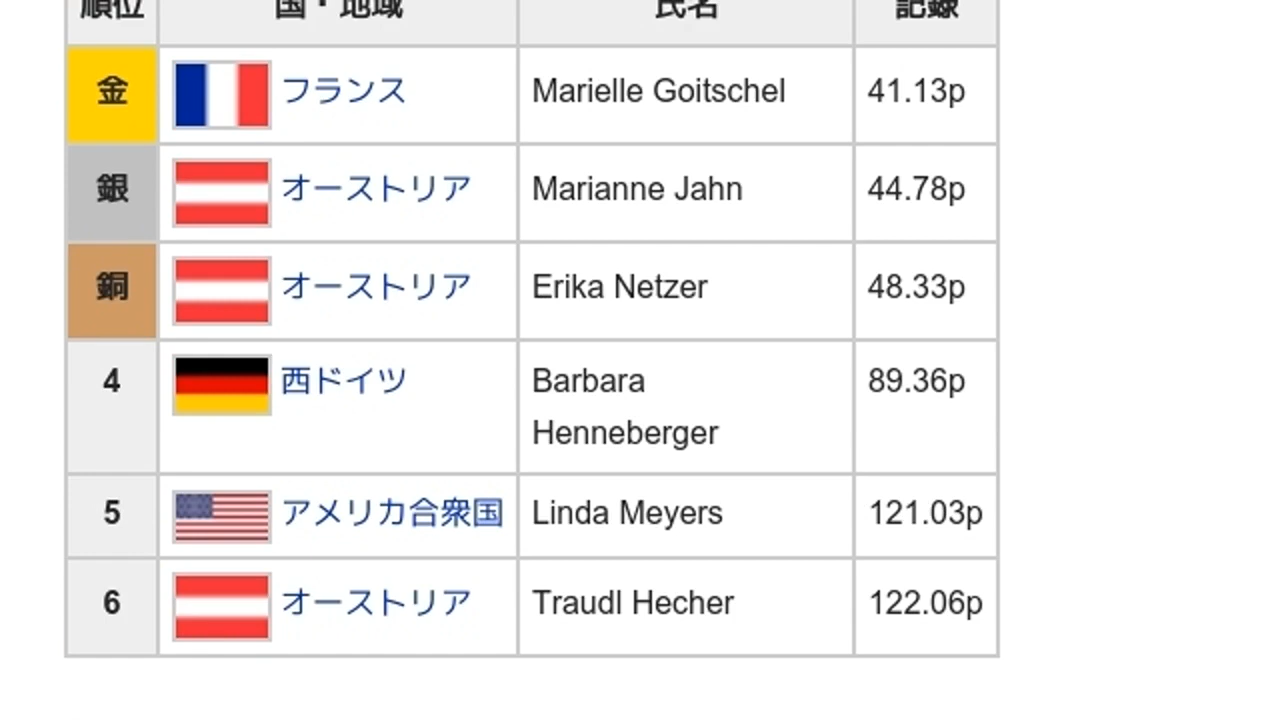 順位 国・地域 氏名 記録
金 フランス Marielle Goitschel 41.13p
銀 オーストリア Marianne Jahn 44.78p
銅 オーストリア Erika Netzer 48.33p
4 西ドイツ Barbara 89.36p
Henneberger
5 アメリカ合衆国 Linda Meyers 121.03p
6 オーストリア Traudl Hecher 122.06p